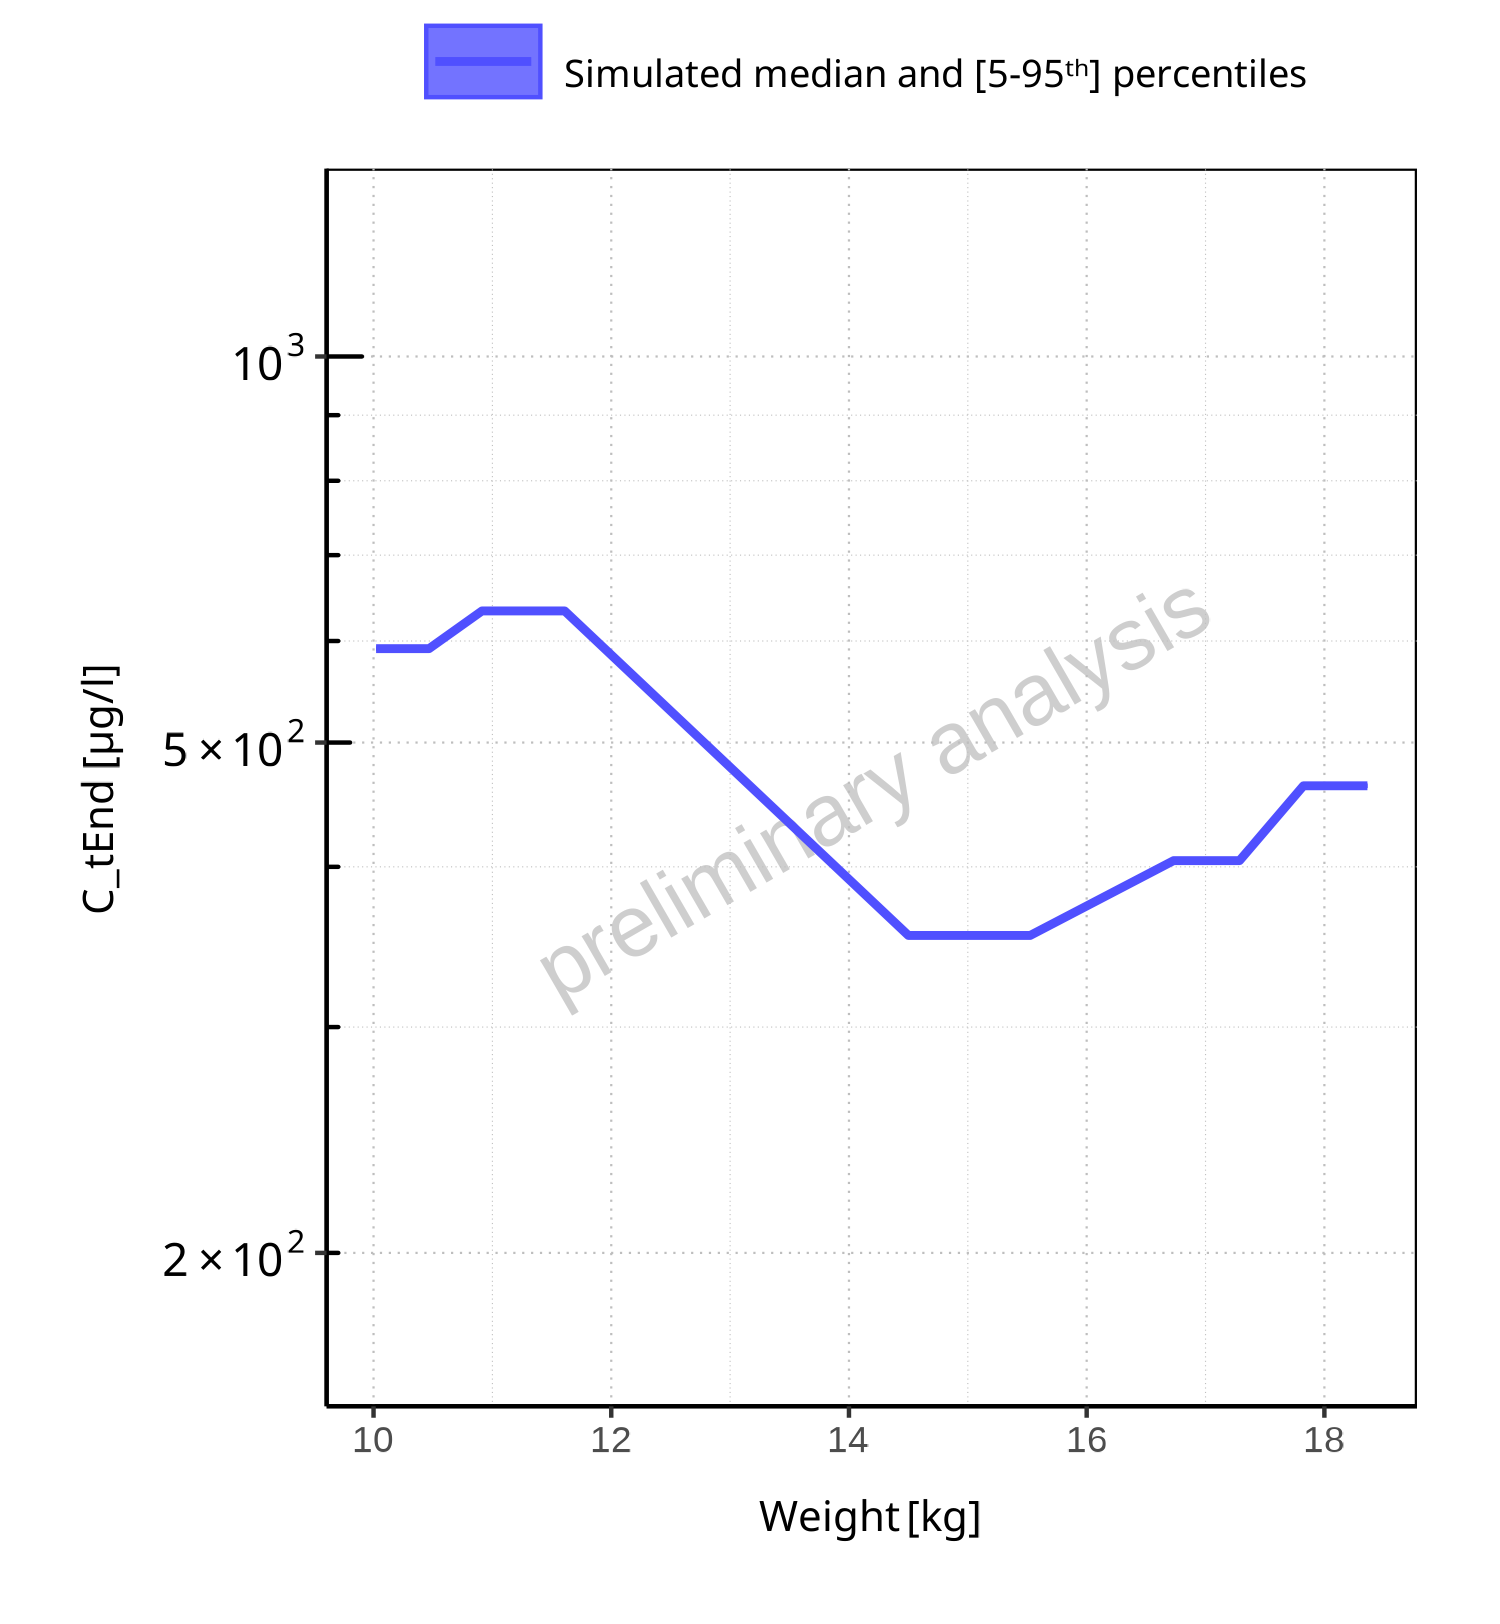 Simulated median and [5-95ᵗʰ] percentiles
10³
5 × 10²
2 × 10²
C_tEnd [µg/l]
preliminary analysis
10 12 14 16 18
Weight [kg]